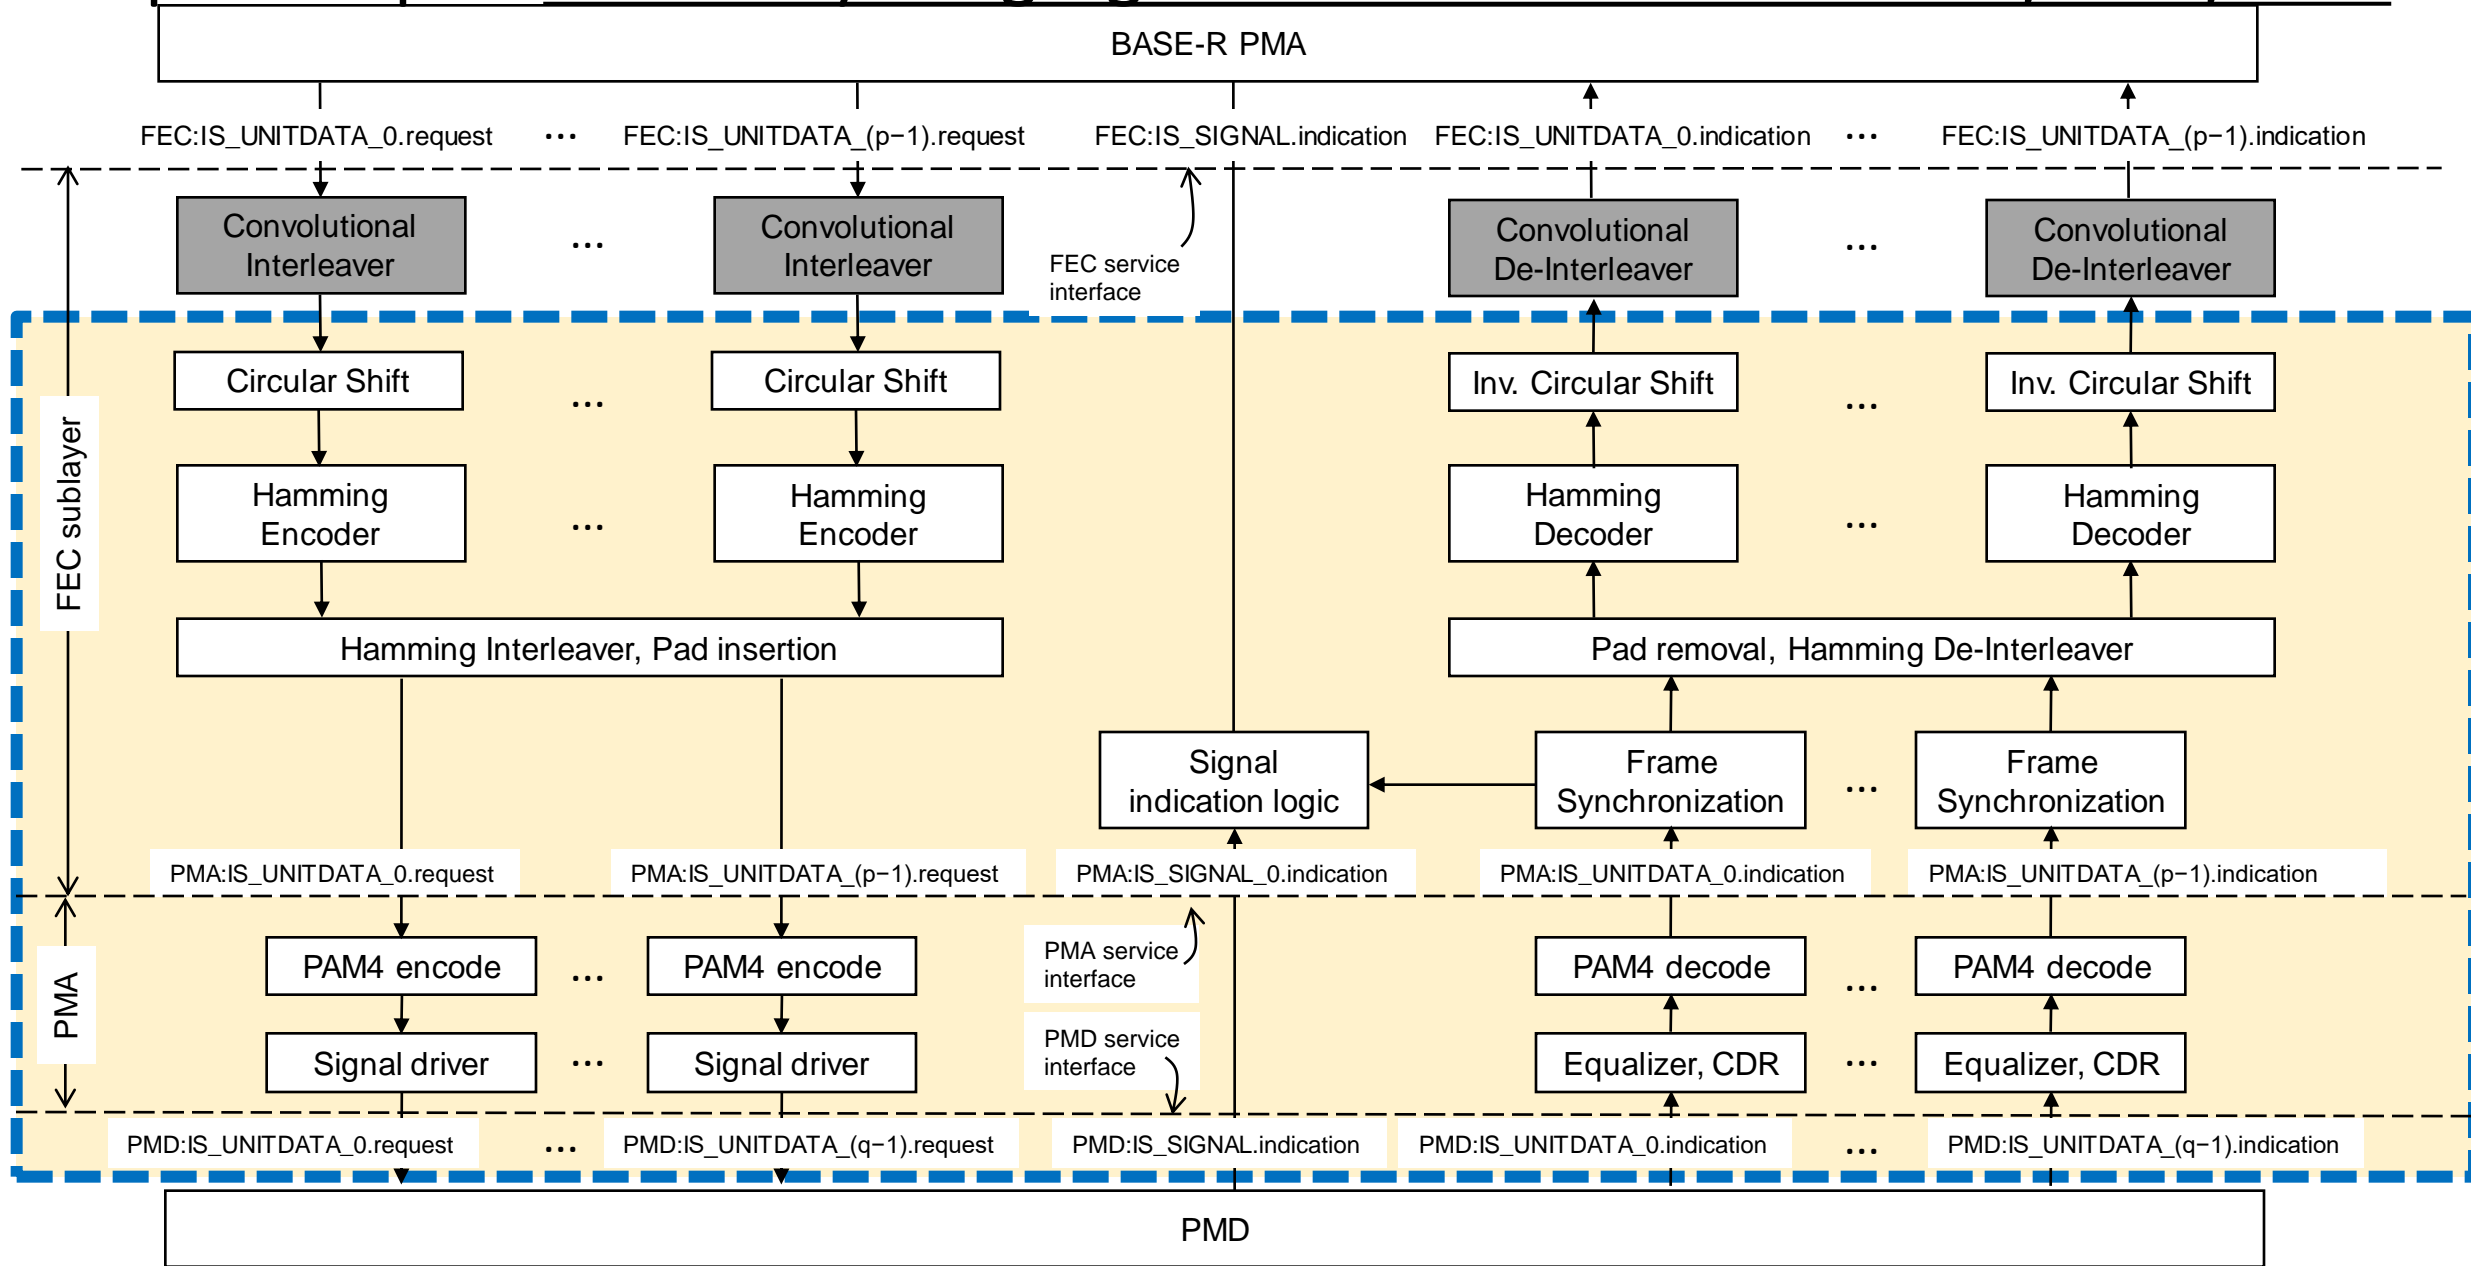 BASE-R PMA
FEC:IS_UNITDATA_0.request ... FEC:IS_UNITDATA_(p−1).request FEC:IS_SIGNAL.indication FEC:IS_UNITDATA_0.indication ... FEC:IS_UNITDATA_(p−1).indication
Convolutional
Interleaver
...
Convolutional
Interleaver
FEC service
interface
Convolutional
De-Interleaver
...
Convolutional
De-Interleaver
FEC sublayer
Circular Shift ... Circular Shift Inv. Circular Shift ... Inv. Circular Shift
Hamming
Encoder
...
Hamming
Encoder
Hamming
Decoder
...
Hamming
Decoder
Hamming Interleaver, Pad insertion
Pad removal, Hamming De-Interleaver
Signal
indication logic
Frame
Synchronization
...
Frame
Synchronization
PMA:IS_UNITDATA_0.request PMA:IS_UNITDATA_(p−1).request PMA:IS_SIGNAL_0.indication PMA:IS_UNITDATA_0.indication PMA:IS_UNITDATA_(p−1).indication
PMA
PAM4 encode ... PAM4 encode
PMA service
interface
PAM4 decode ... PAM4 decode
Signal driver ... Signal driver
PMD service
interface
Equalizer, CDR ... Equalizer, CDR
PMD:IS_UNITDATA_0.request ... PMD:IS_UNITDATA_(q−1).request PMD:IS_SIGNAL.indication PMD:IS_UNITDATA_0.indication ... PMD:IS_UNITDATA_(q−1).indication
PMD